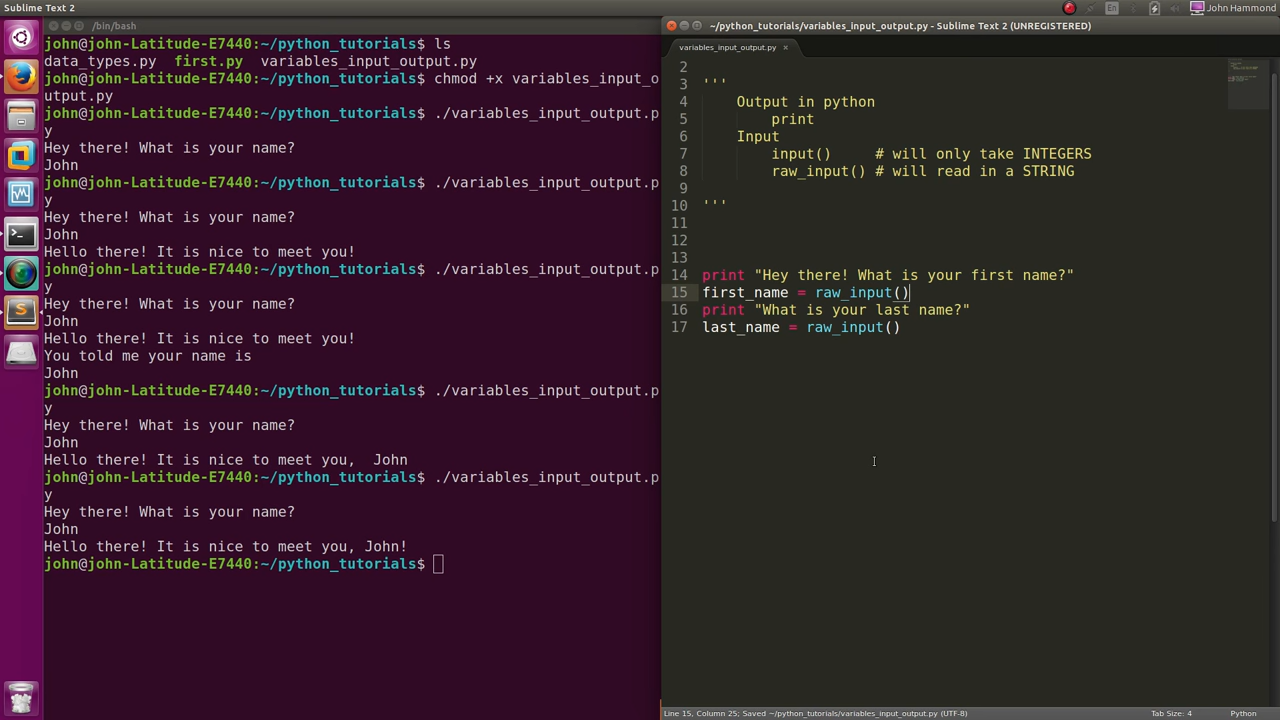 Sublime Text 2
En
John Hammond
/bin/bash
john@john-Latitude-E7440:~/python_tutorials$ ls
data_types.py  first.py  variables_input_output.py
john@john-Latitude-E7440:~/python_tutorials$ chmod +x variables_input_o
utput.py
john@john-Latitude-E7440:~/python_tutorials$ ./variables_input_output.p
y
Hey there! What is your name?
John
john@john-Latitude-E7440:~/python_tutorials$ ./variables_input_output.p
y
Hey there! What is your name?
John
Hello there! It is nice to meet you!
john@john-Latitude-E7440:~/python_tutorials$ ./variables_input_output.p
y
Hey there! What is your name?
John
Hello there! It is nice to meet you!
You told me your name is
John
john@john-Latitude-E7440:~/python_tutorials$ ./variables_input_output.p
y
Hey there! What is your name?
John
Hello there! It is nice to meet you,  John
john@john-Latitude-E7440:~/python_tutorials$ ./variables_input_output.p
y
Hey there! What is your name?
John
Hello there! It is nice to meet you, John!
john@john-Latitude-E7440:~/python_tutorials$
~/python_tutorials/variables_input_output.py - Sublime Text 2 (UNREGISTERED)
variables_input_output.py ×
2
3 '''
4     Output in python
5         print
6     Input
7         input()     # will only take INTEGERS
8         raw_input() # will read in a STRING
9
10 '''
11
12
13
14 print "Hey there! What is your first name?"
15 first_name = raw_input()
16 print "What is your last name?"
17 last_name = raw_input()
Line 15, Column 25; Saved ~/python_tutorials/variables_input_output.py (UTF-8)
Tab Size: 4
Python